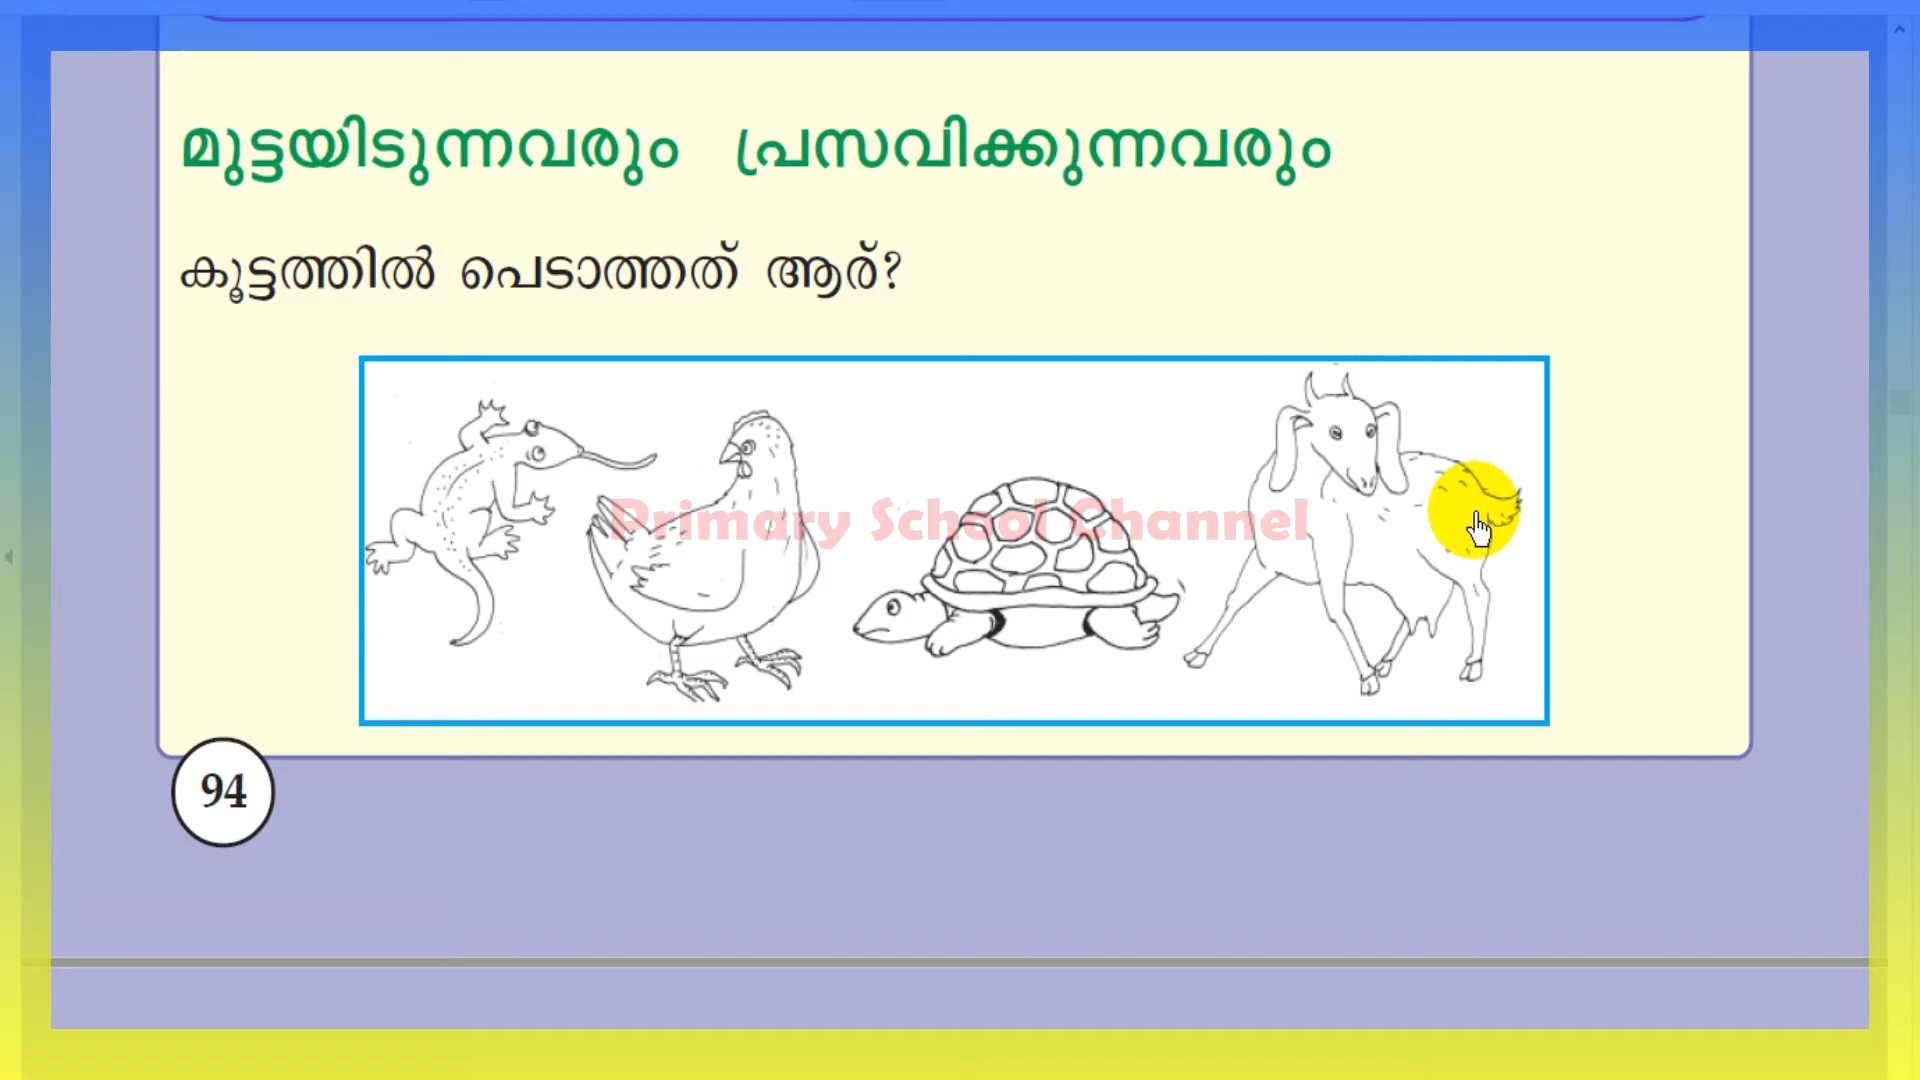 മുട്ടയിടുന്നവരും പ്രസവിക്കുന്നവരും
കൂട്ടത്തിൽ പെടാത്തത് ആര്?
Primary School Channel
94